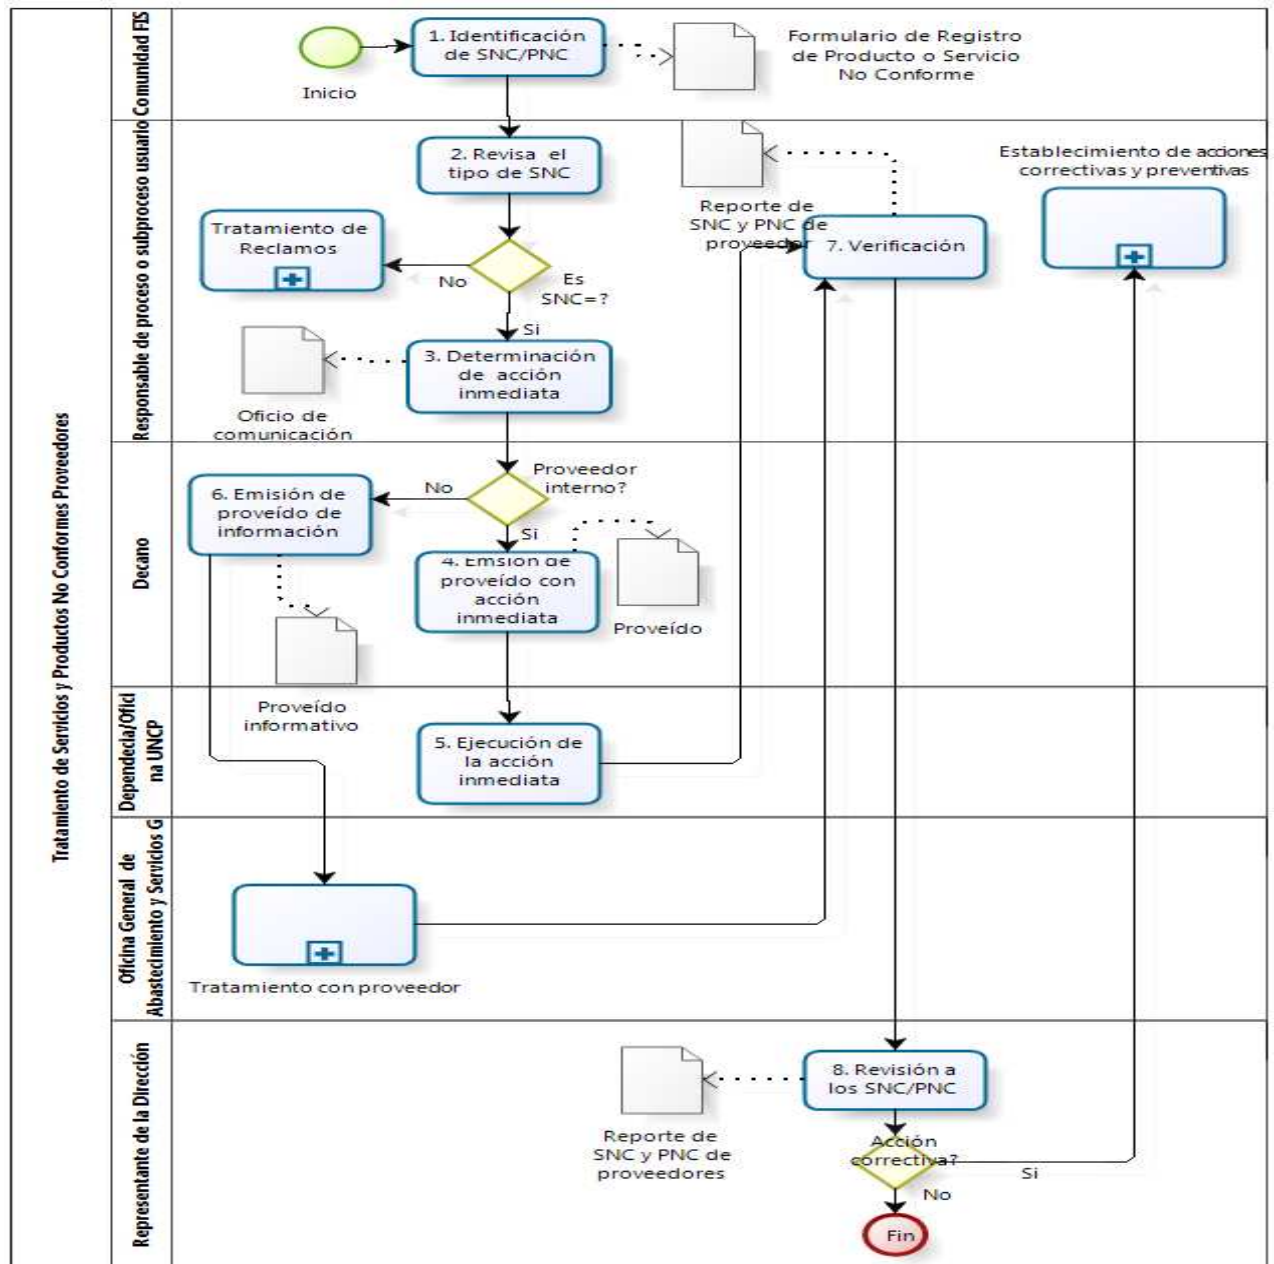 Tratamiento de Servicios y Productos No Conformes Proveedores
Comunidad FIS
Inicio
1. Identificación
de SNC/PNC
Formulario de Registro
de Producto o Servicio
No Conforme
Responsable de proceso o subproceso usuario
2. Revisa el
tipo de SNC
Tratamiento de
Reclamos
No
Es
SNC=?
Si
3. Determinación
de acción
inmediata
Oficio de
comunicación
Reporte de
SNC y PNC de
proveedor
7. Verificación
Establecimiento de acciones
correctivas y preventivas
Decano
Proveedor
interno?
No
6. Emisión de
proveído de
información
Si
4. Emsión de
proveído con
acción
inmediata
Proveído
Proveído
informativo
Dependecia/Ofici
na UNCP
5. Ejecución de
la acción
inmediata
Oficina General de
Abastecimiento y Servicios G
Tratamiento con proveedor
Representante de la Dirección
8. Revisión a
los SNC/PNC
Reporte de
SNC y PNC de
proveedores
Acción
correctiva?
Si
No
Fin